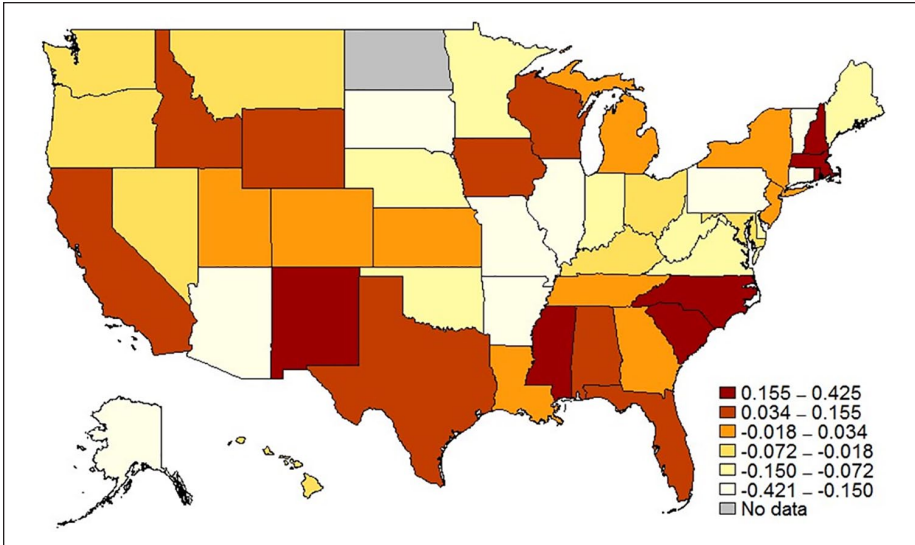 0.155 – 0.425
0.034 – 0.155
-0.018 – 0.034
-0.072 – -0.018
-0.150 – -0.072
-0.421 – -0.150
No data